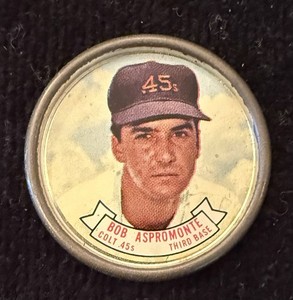 45s
BOB ASPROMONTE
COLT .45s THIRD BASE